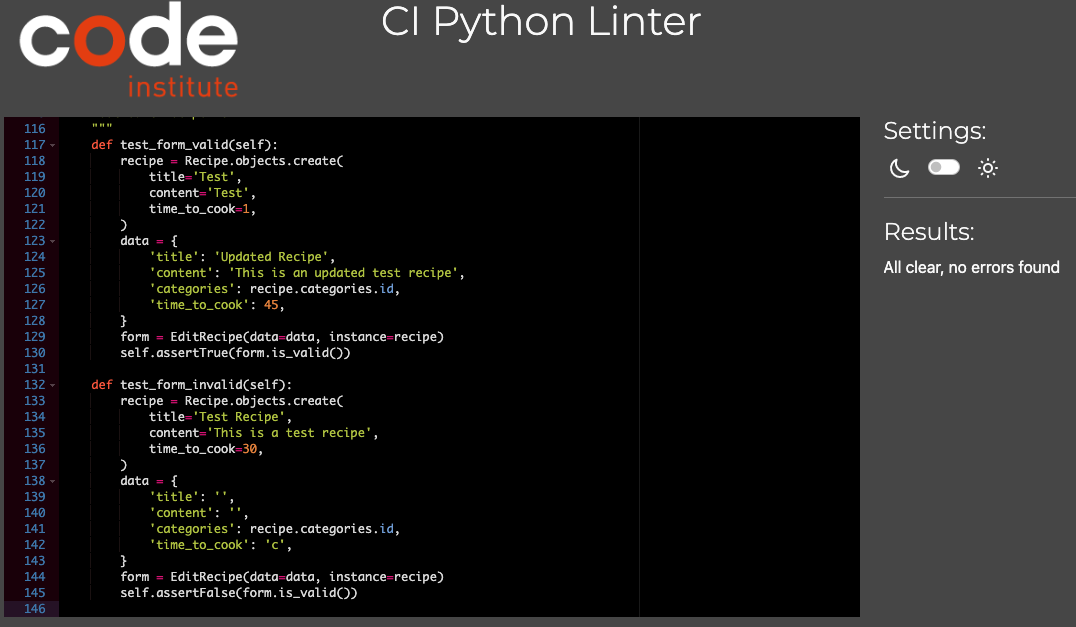 code
institute
CI Python Linter
116 """
117 def test_form_valid(self):
118 recipe = Recipe.objects.create(
119 title='Test',
120 content='Test',
121 time_to_cook=1,
122 )
123 data = {
124 'title': 'Updated Recipe',
125 'content': 'This is an updated test recipe',
126 'categories': recipe.categories.id,
127 'time_to_cook': 45,
128 }
129 form = EditRecipe(data=data, instance=recipe)
130 self.assertTrue(form.is_valid())
131
132 def test_form_invalid(self):
133 recipe = Recipe.objects.create(
134 title='Test Recipe',
135 content='This is a test recipe',
136 time_to_cook=30,
137 )
138 data = {
139 'title': '',
140 'content': '',
141 'categories': recipe.categories.id,
142 'time_to_cook': 'c',
143 }
144 form = EditRecipe(data=data, instance=recipe)
145 self.assertFalse(form.is_valid())
146
Settings:
Results:
All clear, no errors found